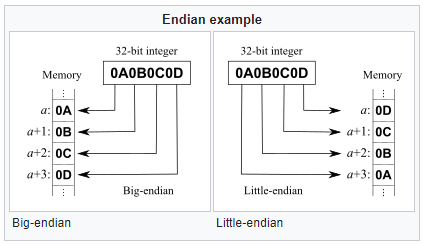 Endian example
32-bit integer
0A0B0C0D
Memory
⋮
a: 0A
a+1: 0B
a+2: 0C
a+3: 0D
⋮
Big-endian
32-bit integer
0A0B0C0D
Memory
⋮
a: 0D
a+1: 0C
a+2: 0B
a+3: 0A
⋮
Little-endian
Big-endian
Little-endian